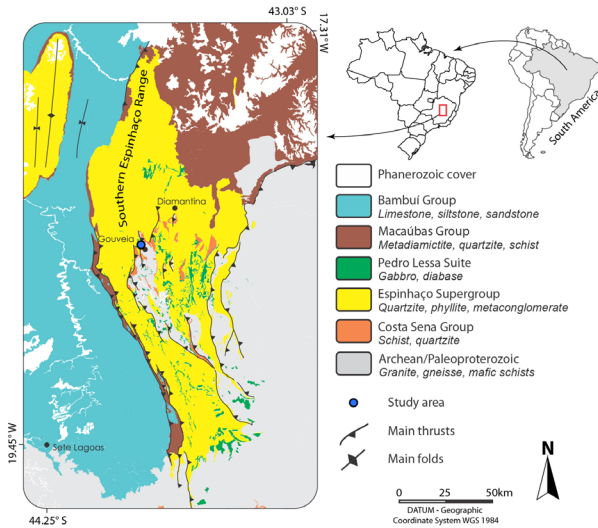 43.03° S
17.31° W
Southern Espinhaço Range
Diamantina
Gouveia
Sete Lagoas
19.45° W
44.25° S
South America
Phanerozoic cover
Bambuí Group
Limestone, siltstone, sandstone
Macaúbas Group
Metadiamictite, quartzite, schist
Pedro Lessa Suite
Gabbro, diabase
Espinhaço Supergroup
Quartzite, phyllite, metaconglomerate
Costa Sena Group
Schist, quartzite
Archean/Paleoproterozoic
Granite, gneisse, mafic schists
Study area
Main thrusts
Main folds
N
0 25 50km
DATUM - Geographic
Coordinate System WGS 1984